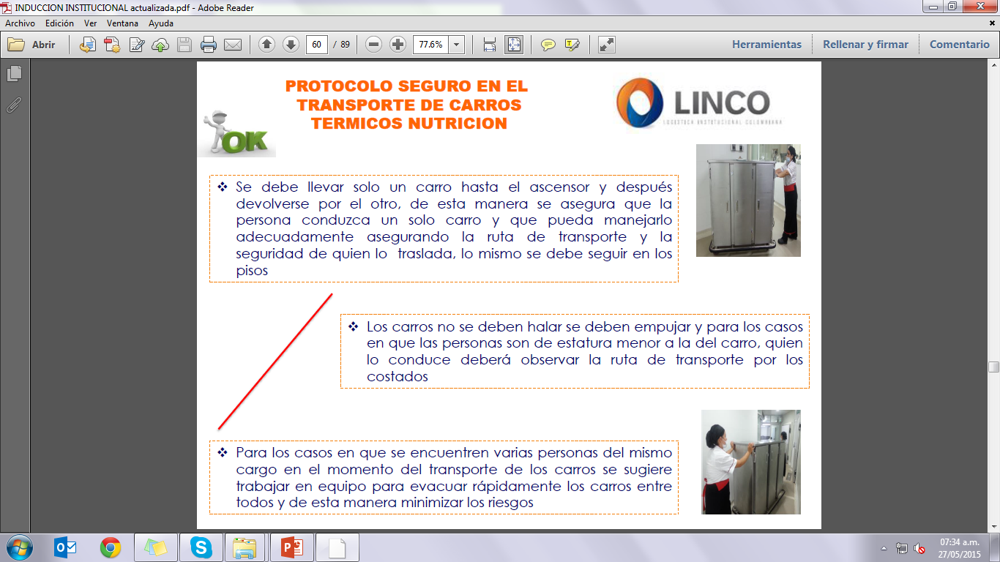 INDUCCION INSTITUCIONAL actualizada.pdf - Adobe Reader
Archivo Edición Ver Ventana Ayuda
Abrir 60 / 89 77.6% Herramientas Rellenar y firmar Comentario
PROTOCOLO SEGURO EN EL
TRANSPORTE DE CARROS
TERMICOS NUTRICION
OK
LINCO
LOGISTICA INSTITUCIONAL COLOMBIANA
❖ Se debe llevar solo un carro hasta el ascensor y después
devolverse por el otro, de esta manera se asegura que la
persona conduzca un solo carro y que pueda manejarlo
adecuadamente asegurando la ruta de transporte y la
seguridad de quien lo traslada, lo mismo se debe seguir en los
pisos
❖ Los carros no se deben halar se deben empujar y para los casos
en que las personas son de estatura menor a la del carro, quien
lo conduce deberá observar la ruta de transporte por los
costados
❖ Para los casos en que se encuentren varias personas del mismo
cargo en el momento del transporte de los carros se sugiere
trabajar en equipo para evacuar rápidamente los carros entre
todos y de esta manera minimizar los riesgos
07:34 a.m.
27/05/2015